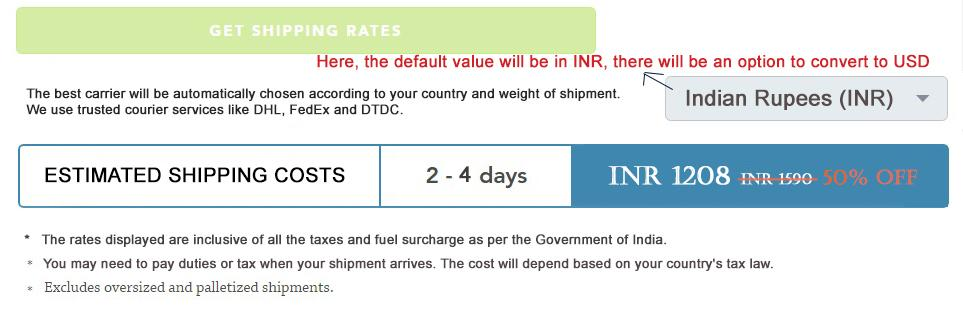 GET SHIPPING RATES
Here, the default value will be in INR, there will be an option to convert to USD
The best carrier will be automatically chosen according to your country and weight of shipment.
We use trusted courier services like DHL, FedEx and DTDC.
Indian Rupees (INR)
ESTIMATED SHIPPING COSTS
2 - 4 days
INR 1208 INR 1590 50% OFF
* The rates displayed are inclusive of all the taxes and fuel surcharge as per the Government of India.
* You may need to pay duties or tax when your shipment arrives. The cost will depend based on your country's tax law.
* Excludes oversized and palletized shipments.